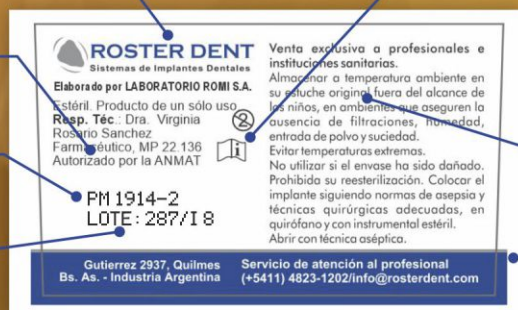 ROSTER DENT
Sistemas de Implantes Dentales
Elaborado por LABORATORIO ROMI S.A.
Estéril. Producto de un sólo uso
Resp. Téc.: Dra. Virginia
Rosario Sanchez
Farmacéutico, MP 22.136
Autorizado por la ANMAT
PM 1914-2
LOTE: 287/I 8
Venta exclusiva a profesionales e
instituciones sanitarias.
Almacenar a temperatura ambiente en
su estuche original fuera del alcance de
los niños, en ambientes que aseguren la
ausencia de filtraciones, humedad,
entrada de polvo y suciedad.
Evitar temperaturas extremas.
No utilizar si el envase ha sido dañado.
Prohibida su reesterilización. Colocar el
implante siguiendo normas de asepsia y
técnicas quirúrgicas adecuadas, en
quirófano y con instrumental estéril.
Abrir con técnica aséptica.
Gutierrez 2937, Quilmes
Bs. As. - Industria Argentina
Servicio de atención al profesional
(+5411) 4823-1202/info@rosterdent.com